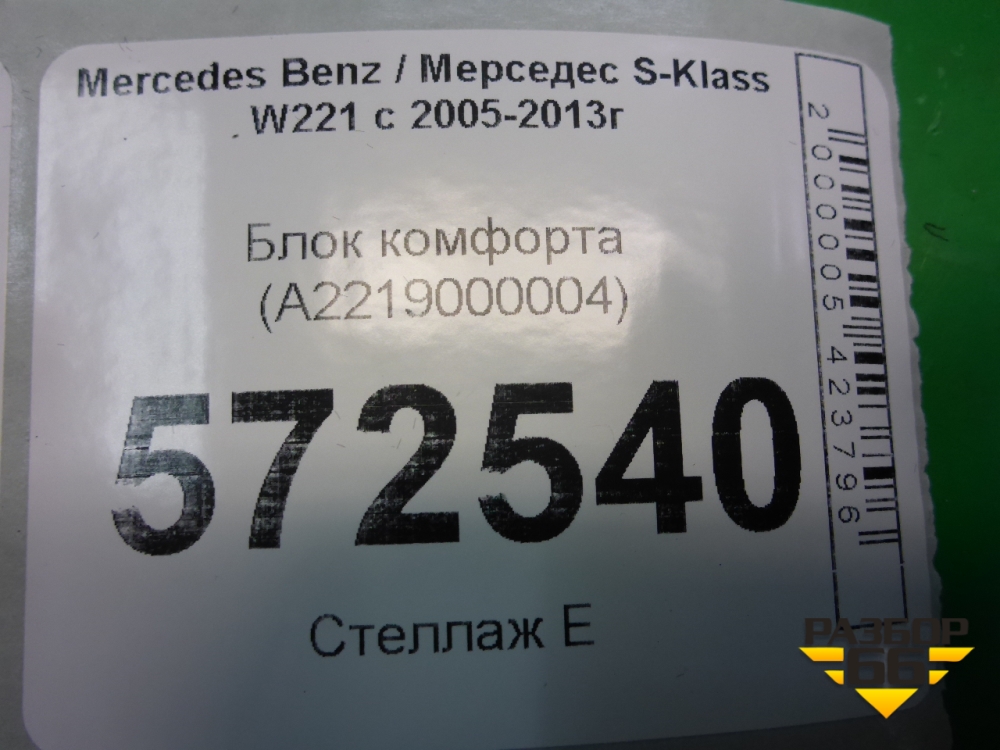 Mercedes Benz / Мерседес S-Klass
W221 с 2005-2013г
Блок комфорта
(A2219000004)
572540
Стеллаж Е
2000005423796
РАЗБОР
66